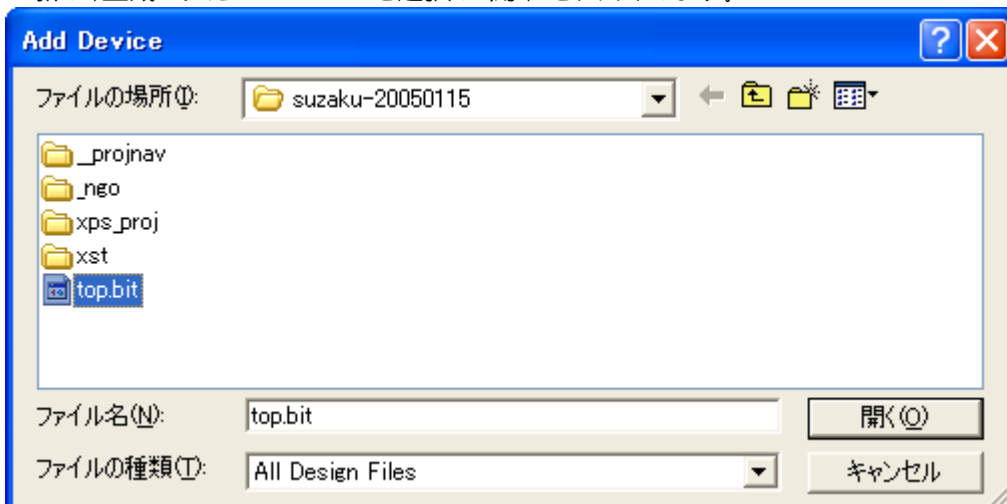 Add Device
ファイルの場所(I):
suzaku-20050115
__projnav
_ngo
xps_proj
xst
top.bit
ファイル名(N):
top.bit
開く(O)
ファイルの種類(T):
All Design Files
キャンセル